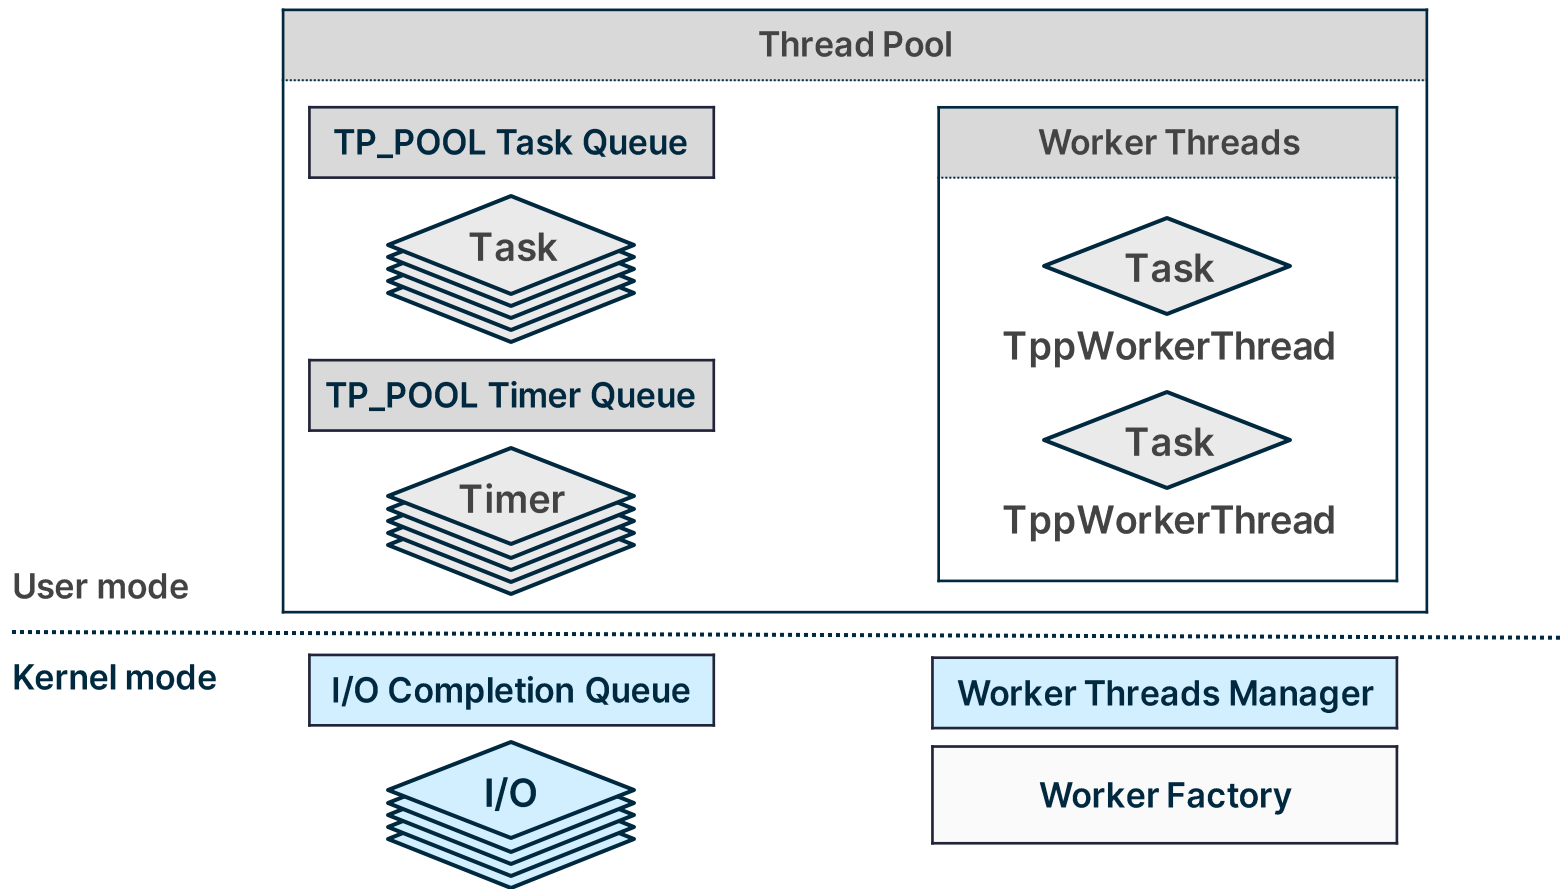 Thread Pool
TP_POOL Task Queue
Task
TP_POOL Timer Queue
Timer
Worker Threads
Task
TppWorkerThread
Task
TppWorkerThread
User mode
Kernel mode
I/O Completion Queue
I/O
Worker Threads Manager
Worker Factory